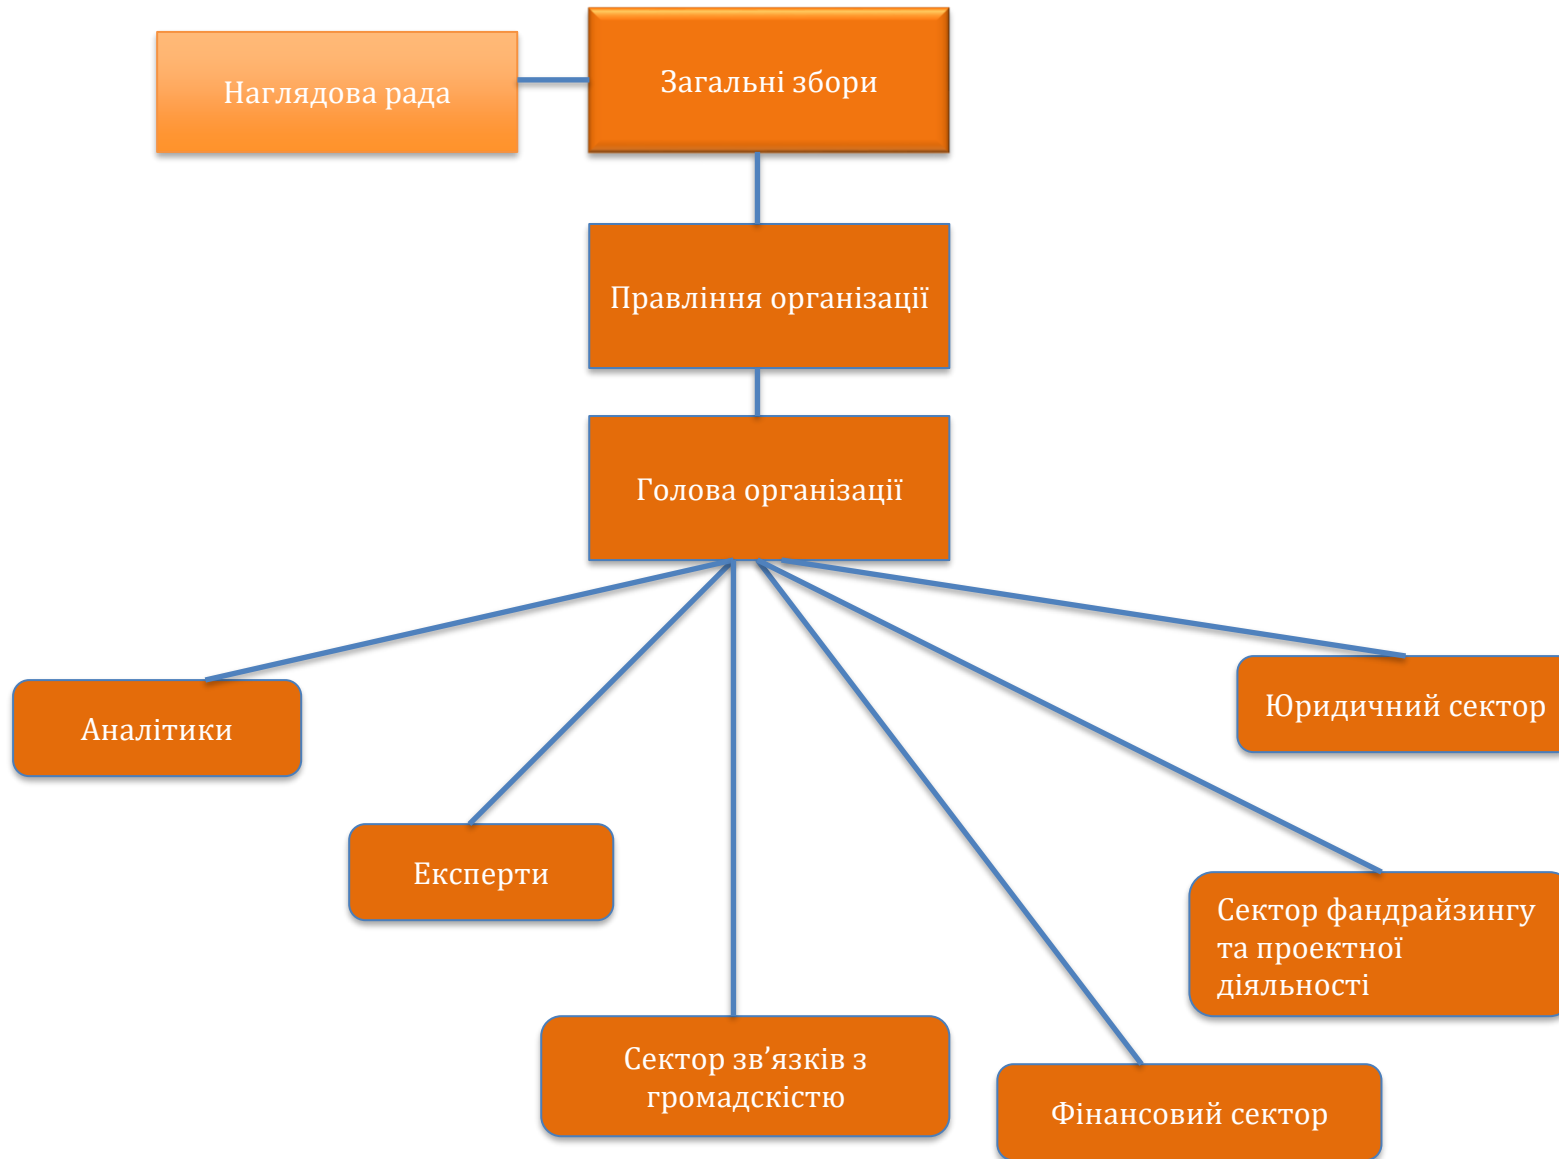 Наглядова рада
Загальні збори
Правління організації
Голова організації
Аналітики
Експерти
Сектор зв’язків з
громадскістю
Фінансовий сектор
Сектор фандрайзингу
та проектної
діяльності
Юридичний сектор